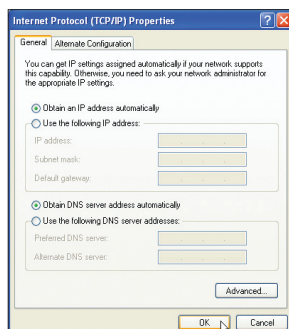 Internet Protocol (TCP/IP) Properties
General
Alternate Configuration
You can get IP settings assigned automatically if your network supports
this capability. Otherwise, you need to ask your network administrator for
the appropriate IP settings.
Obtain an IP address automatically
Use the following IP address:
IP address:
Subnet mask:
Default gateway:
Obtain DNS server address automatically
Use the following DNS server addresses:
Preferred DNS server:
Alternate DNS server:
Advanced...
OK
Cancel